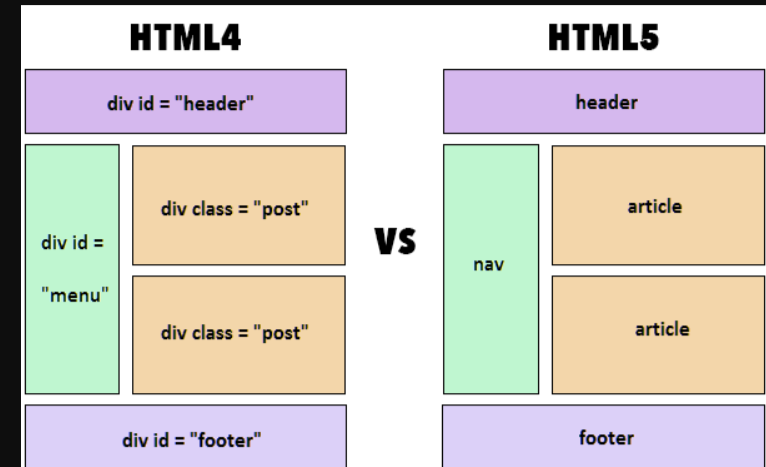 HTML4
HTML5
div id = "header"
header
div id =
"menu"
div class = "post"
div class = "post"
VS
nav
article
article
div id = "footer"
footer